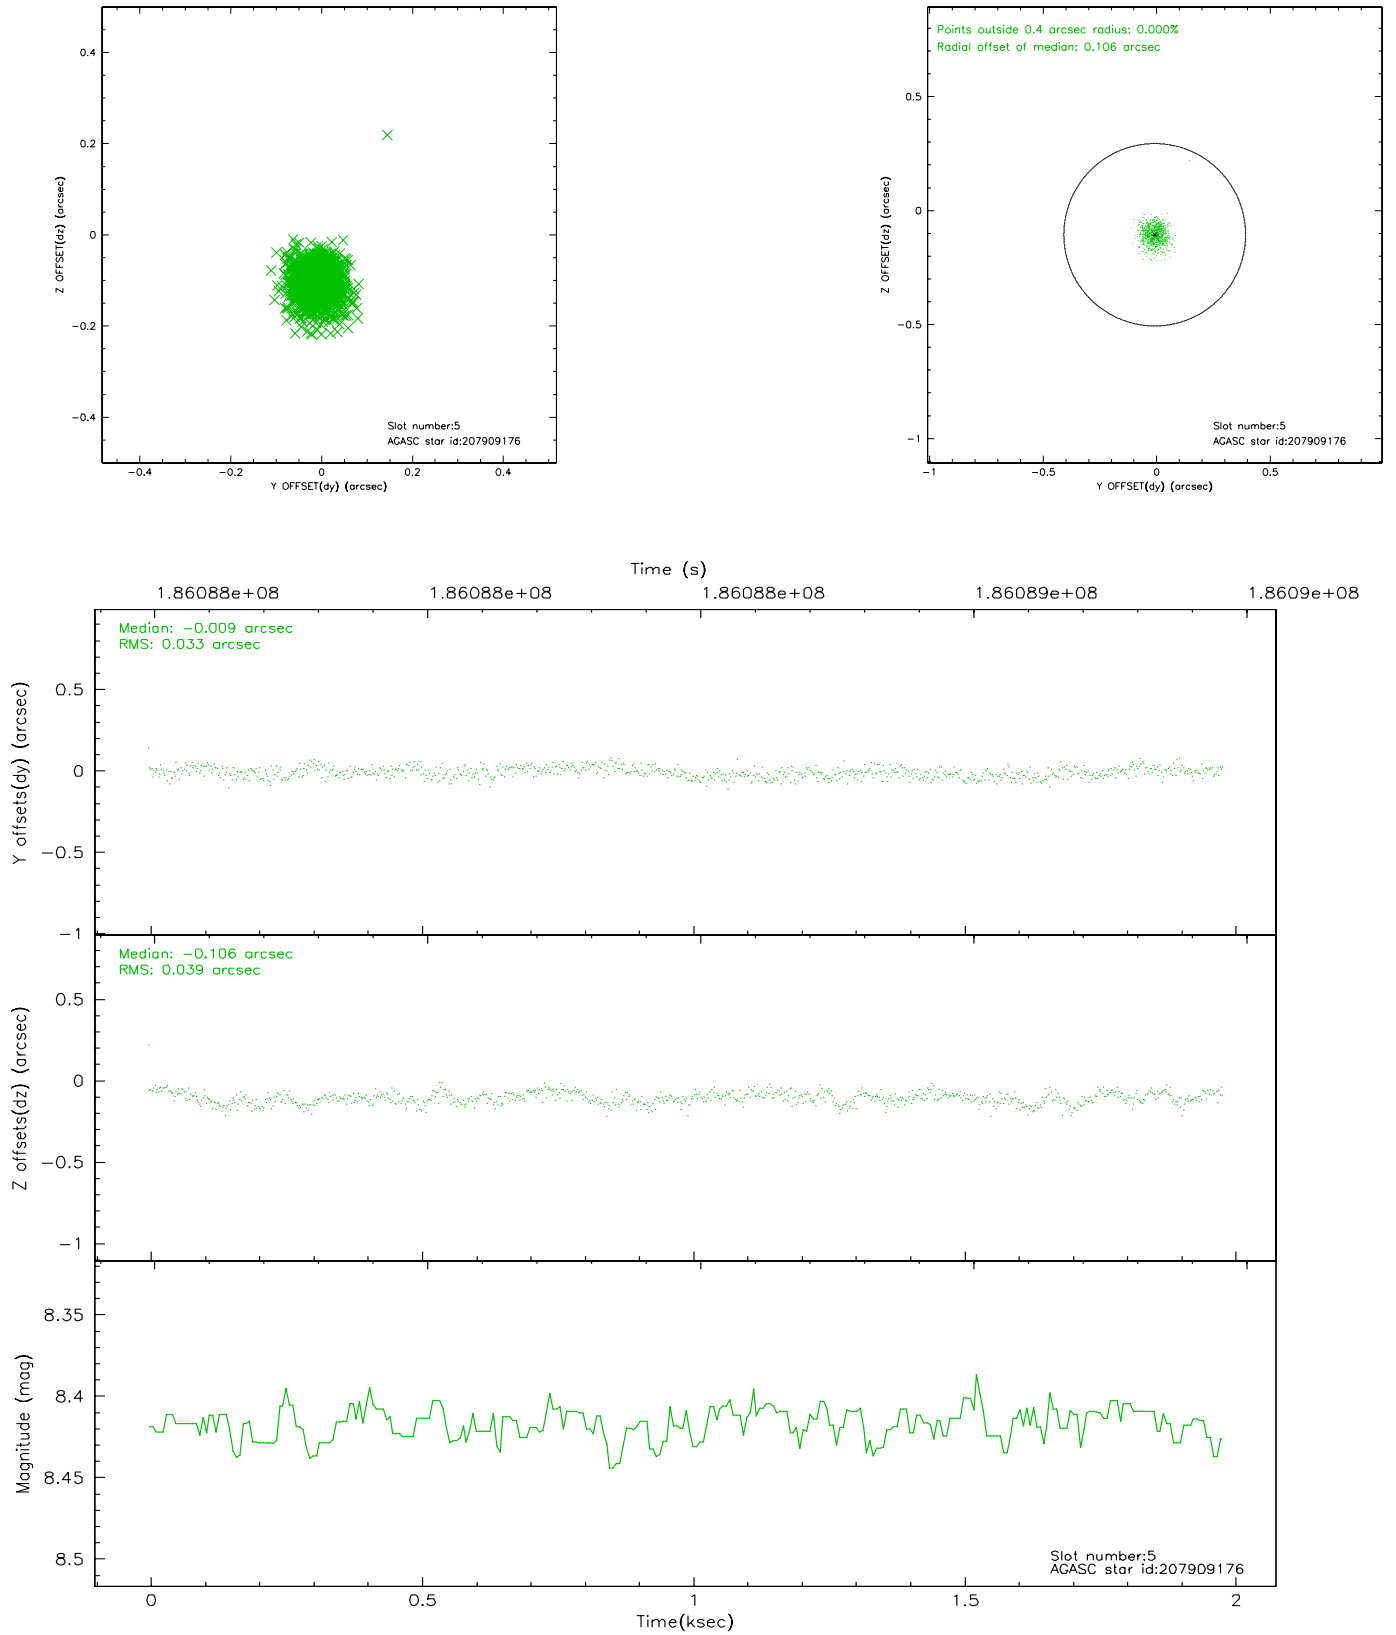 0.4
0.2
0
−0.2
−0.4
Z OFFSET(dz) (arcsec)
Slot number:5
AGASC star id:207909176
−0.4 −0.2 0 0.2 0.4
Y OFFSET(dy) (arcsec)
Points outside 0.4 arcsec radius: 0.000%
Radial offset of median: 0.106 arcsec
0.5
0
−0.5
−1
Z OFFSET(dz) (arcsec)
Slot number:5
AGASC star id:207909176
−1 −0.5 0 0.5
Y OFFSET(dy) (arcsec)
Time (s)
1.86088e+08 1.86088e+08 1.86088e+08 1.86089e+08 1.8609e+08
Median: −0.009 arcsec
RMS: 0.033 arcsec
0.5
0
−0.5
−1
Y offsets(dy) (arcsec)
Median: −0.106 arcsec
RMS: 0.039 arcsec
0.5
0
−0.5
−1
Z offsets(dz) (arcsec)
8.35
8.4
8.45
8.5
Magnitude (mag)
Slot number:5
AGASC star id:207909176
0 0.5 1 1.5 2
Time(ksec)